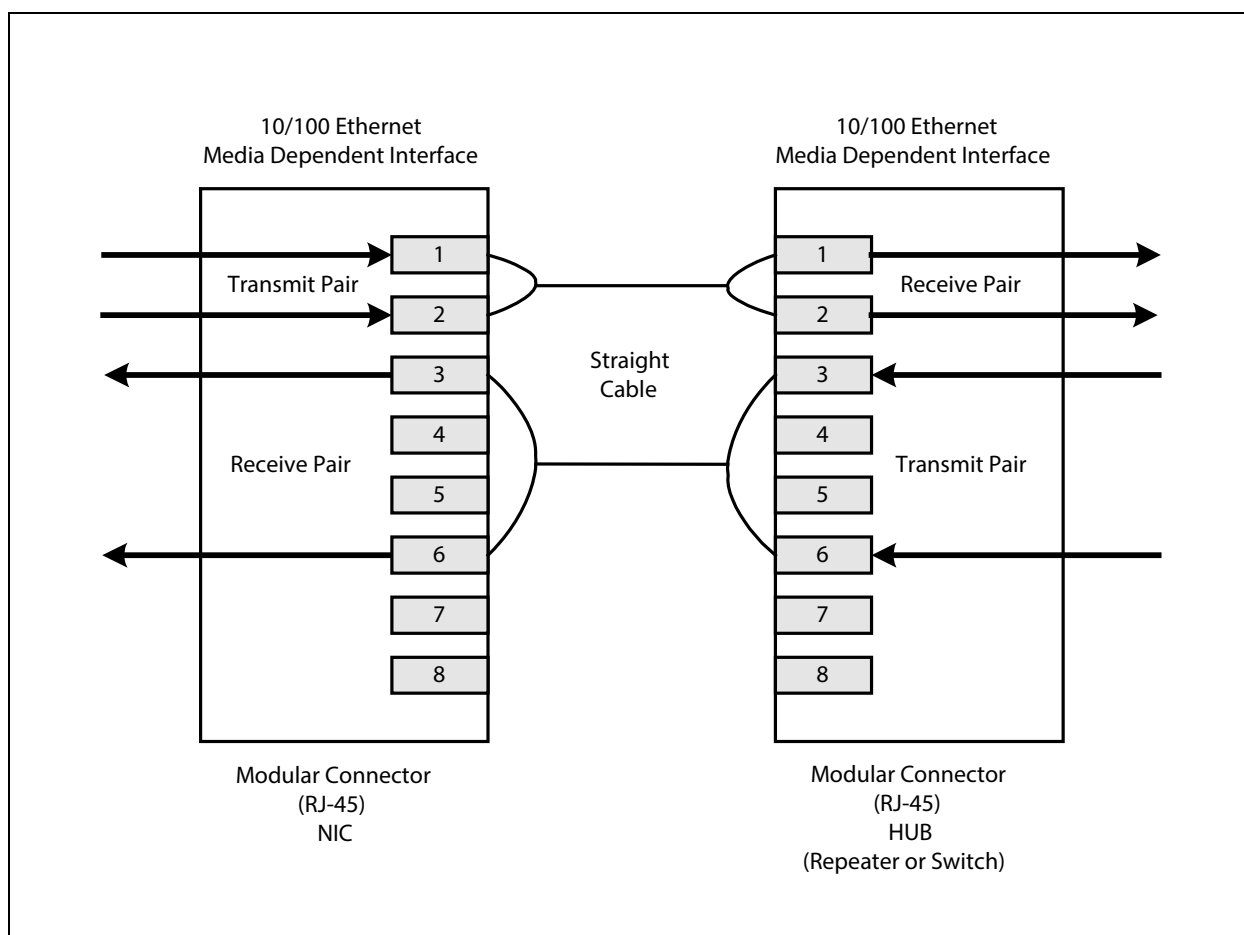 10/100 Ethernet
Media Dependent Interface
10/100 Ethernet
Media Dependent Interface
1
Transmit Pair
2
3
4
Receive Pair
5
6
7
8
Straight
Cable
1
Receive Pair
2
3
4
Transmit Pair
5
6
7
8
Modular Connector
(RJ-45)
NIC
Modular Connector
(RJ-45)
HUB
(Repeater or Switch)